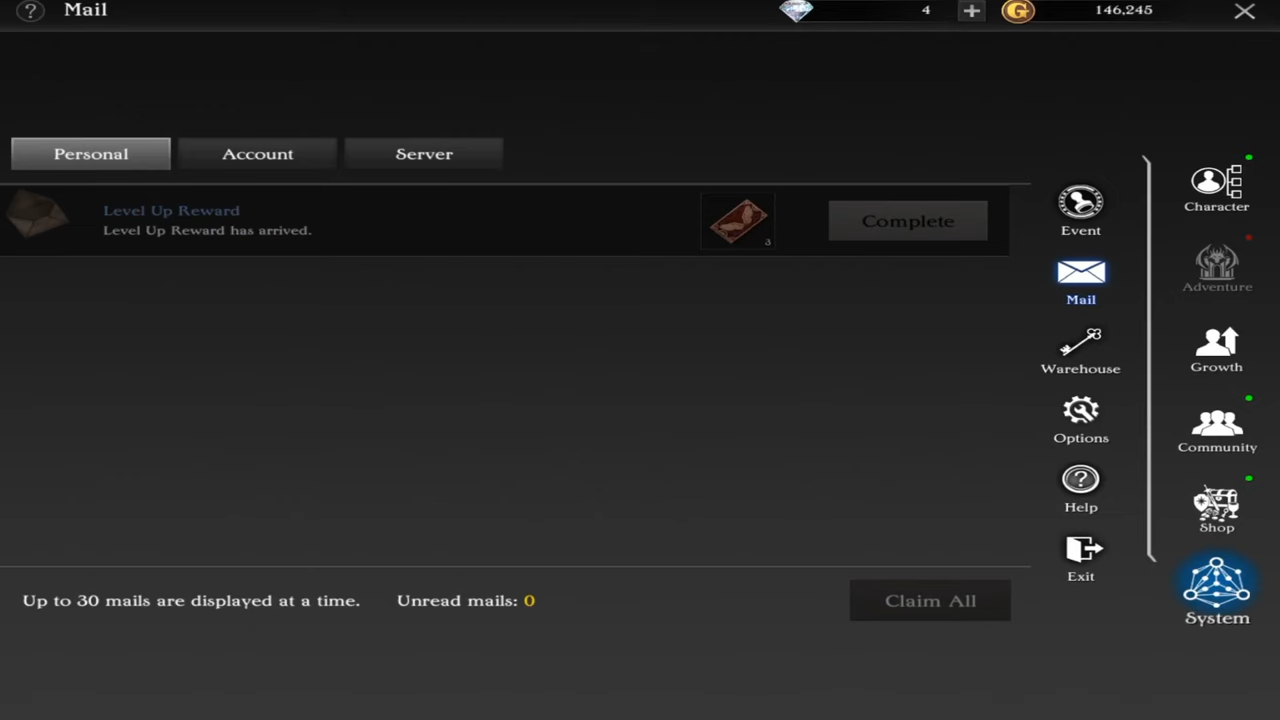 ?
Mail
4
+
G
146,245
Personal
Account
Server
Level Up Reward
Level Up Reward has arrived.
3
Complete
Event
Mail
Warehouse
Options
?
Help
Exit
Character
Adventure
Growth
Community
Shop
System
Up to 30 mails are displayed at a time.
Unread mails: 0
Claim All